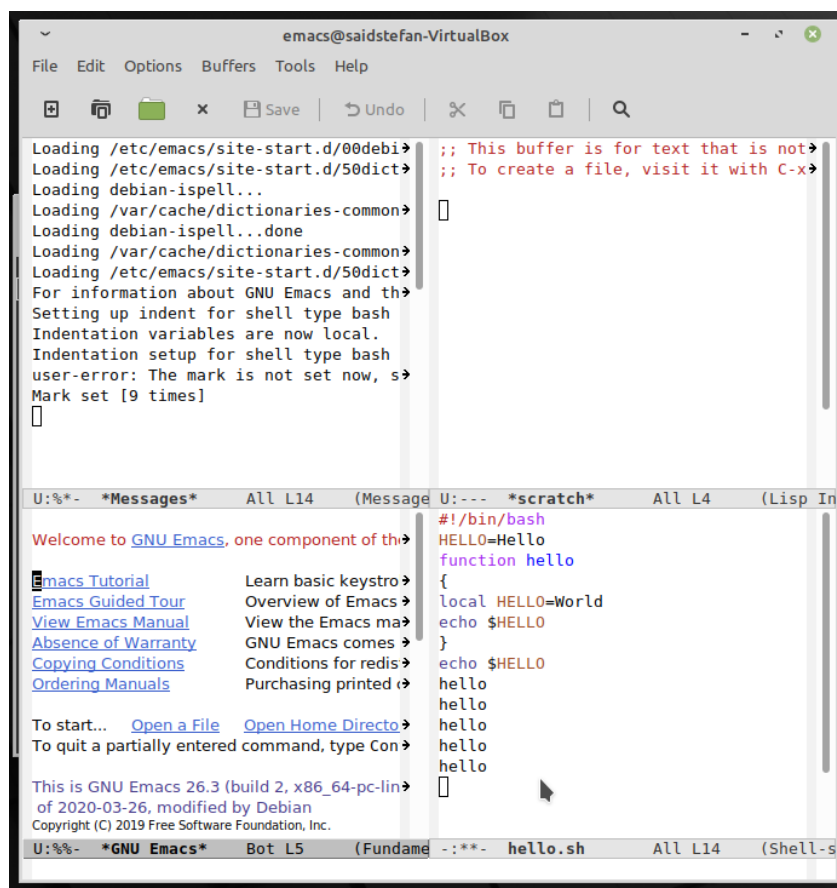 emacs@saidstefan-VirtualBox
File Edit Options Buffers Tools Help
Save Undo
Loading /etc/emacs/site-start.d/00debi
Loading /etc/emacs/site-start.d/50dict
Loading debian-ispell...
Loading /var/cache/dictionaries-common
Loading debian-ispell...done
Loading /var/cache/dictionaries-common
Loading /etc/emacs/site-start.d/50dict
For information about GNU Emacs and th
Setting up indent for shell type bash
Indentation variables are now local.
Indentation setup for shell type bash
user-error: The mark is not set now, s
Mark set [9 times]
U:%*- *Messages* All L14 (Message
;; This buffer is for text that is not
;; To create a file, visit it with C-x
U:--- *scratch* All L4 (Lisp In
Welcome to GNU Emacs, one component of the
Emacs Tutorial Learn basic keystro
Emacs Guided Tour Overview of Emacs
View Emacs Manual View the Emacs ma
Absence of Warranty GNU Emacs comes
Copying Conditions Conditions for redis
Ordering Manuals Purchasing printed
To start... Open a File Open Home Directo
To quit a partially entered command, type Con
This is GNU Emacs 26.3 (build 2, x86_64-pc-lin
of 2020-03-26, modified by Debian
Copyright (C) 2019 Free Software Foundation, Inc.
U:%%- *GNU Emacs* Bot L5 (Fundame
#!/bin/bash
HELLO=Hello
function hello
{
local HELLO=World
echo $HELLO
}
echo $HELLO
hello
hello
hello
hello
hello
-:**- hello.sh All L14 (Shell-s